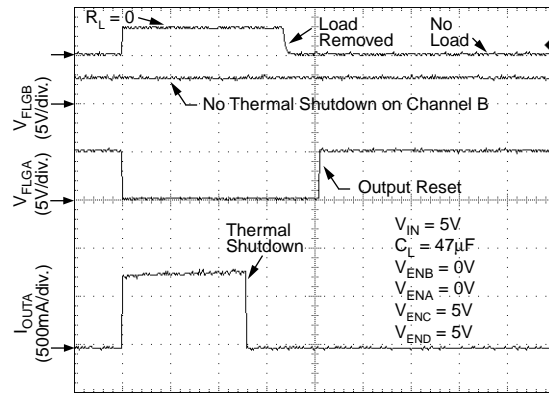 R_L = 0
Load
Removed
No
Load
V_FLGB
(5V/div.)
No Thermal Shutdown on Channel B
V_FLGA
(5V/div.)
Output Reset
Thermal
Shutdown
I_OUTA
(500mA/div.)
V_IN = 5V
C_L = 47µF
V_ENB = 0V
V_ENA = 0V
V_ENC = 5V
V_END = 5V